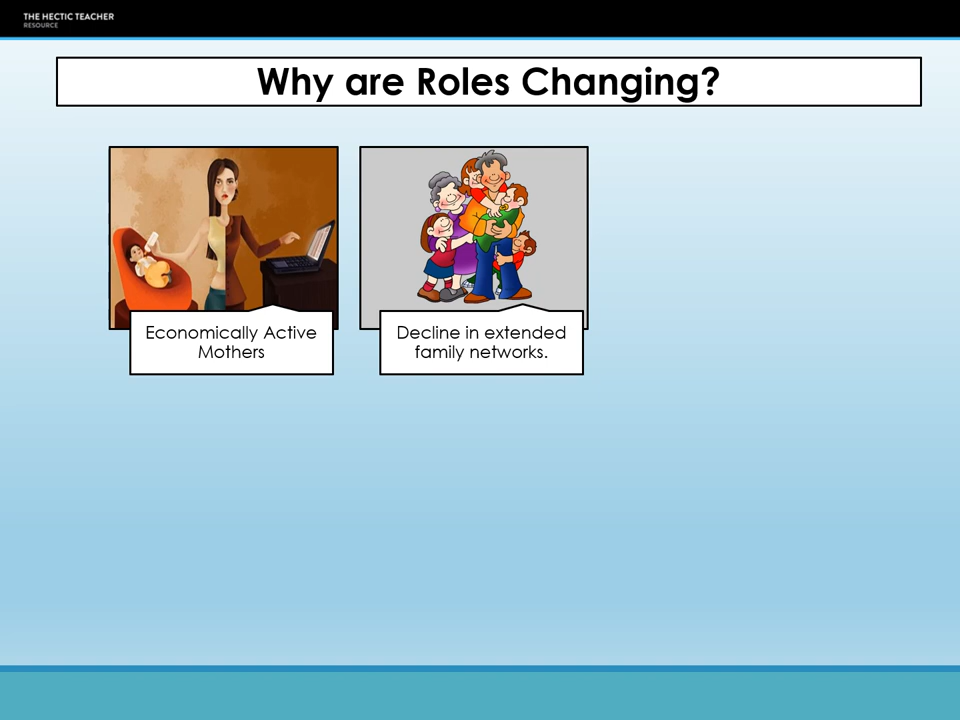 THE HECTIC TEACHER
RESOURCE
Why are Roles Changing?
Economically Active
Mothers
Decline in extended
family networks.